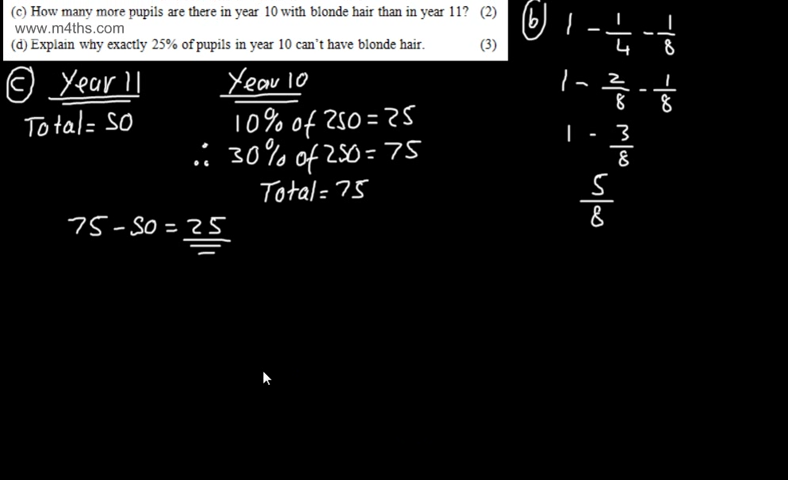 (c) How many more pupils are there in year 10 with blonde hair than in year 11? (2)
www.m4ths.com
(d) Explain why exactly 25% of pupils in year 10 can't have blonde hair. (3)
(b) 1 - 1/4 - 1/8
1 - 2/8 - 1/8
1 - 3/8
5/8
(c) Year 11
Total = 50
Year 10
10% of 250 = 25
∴ 30% of 250 = 75
Total = 75
75 - 50 = 25